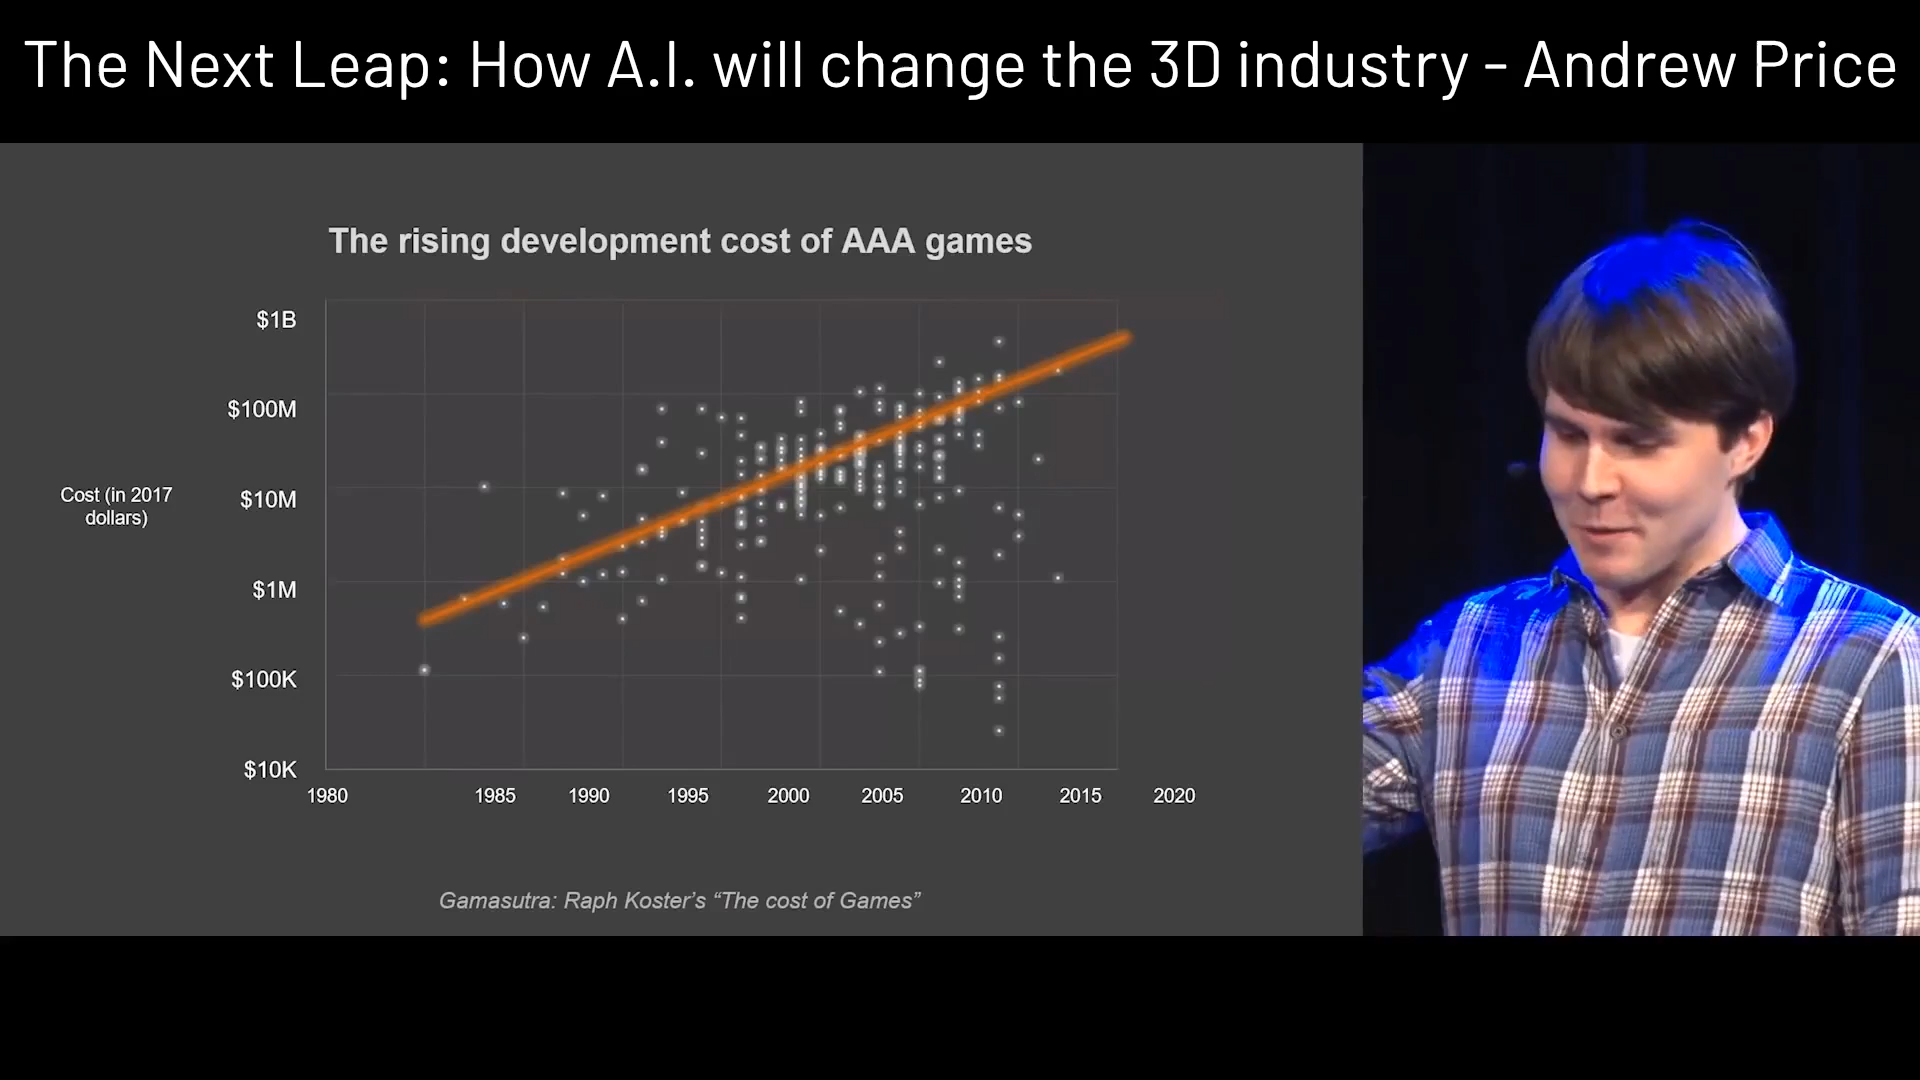 The Next Leap: How A.I. will change the 3D industry - Andrew Price
The rising development cost of AAA games
$1B
$100M
Cost (in 2017
dollars)
$10M
$1M
$100K
$10K
1980 1985 1990 1995 2000 2005 2010 2015 2020
Gamasutra: Raph Koster’s “The cost of Games”